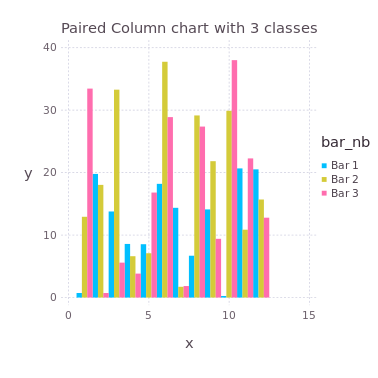 Paired Column chart with 3 classes
40
30
20
10
0
y
0 5 10 15
x
bar_nb
Bar 1
Bar 2
Bar 3